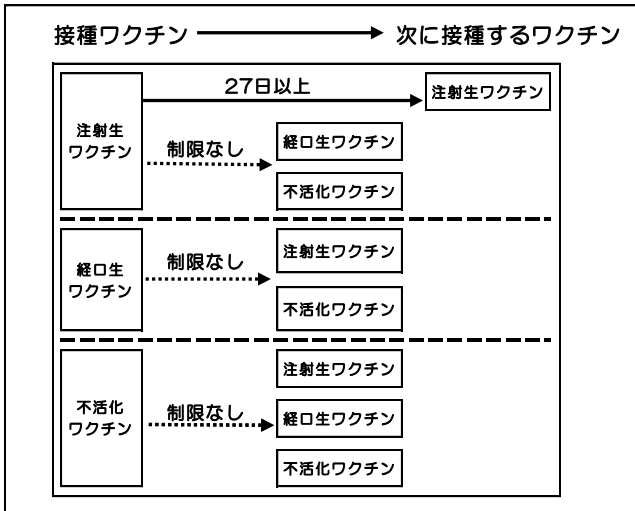 接種ワクチン
次に接種するワクチン
注射生
ワクチン
27日以上
注射生ワクチン
制限なし
経口生ワクチン
不活化ワクチン
経口生
ワクチン
制限なし
注射生ワクチン
不活化ワクチン
不活化
ワクチン
制限なし
注射生ワクチン
経口生ワクチン
不活化ワクチン